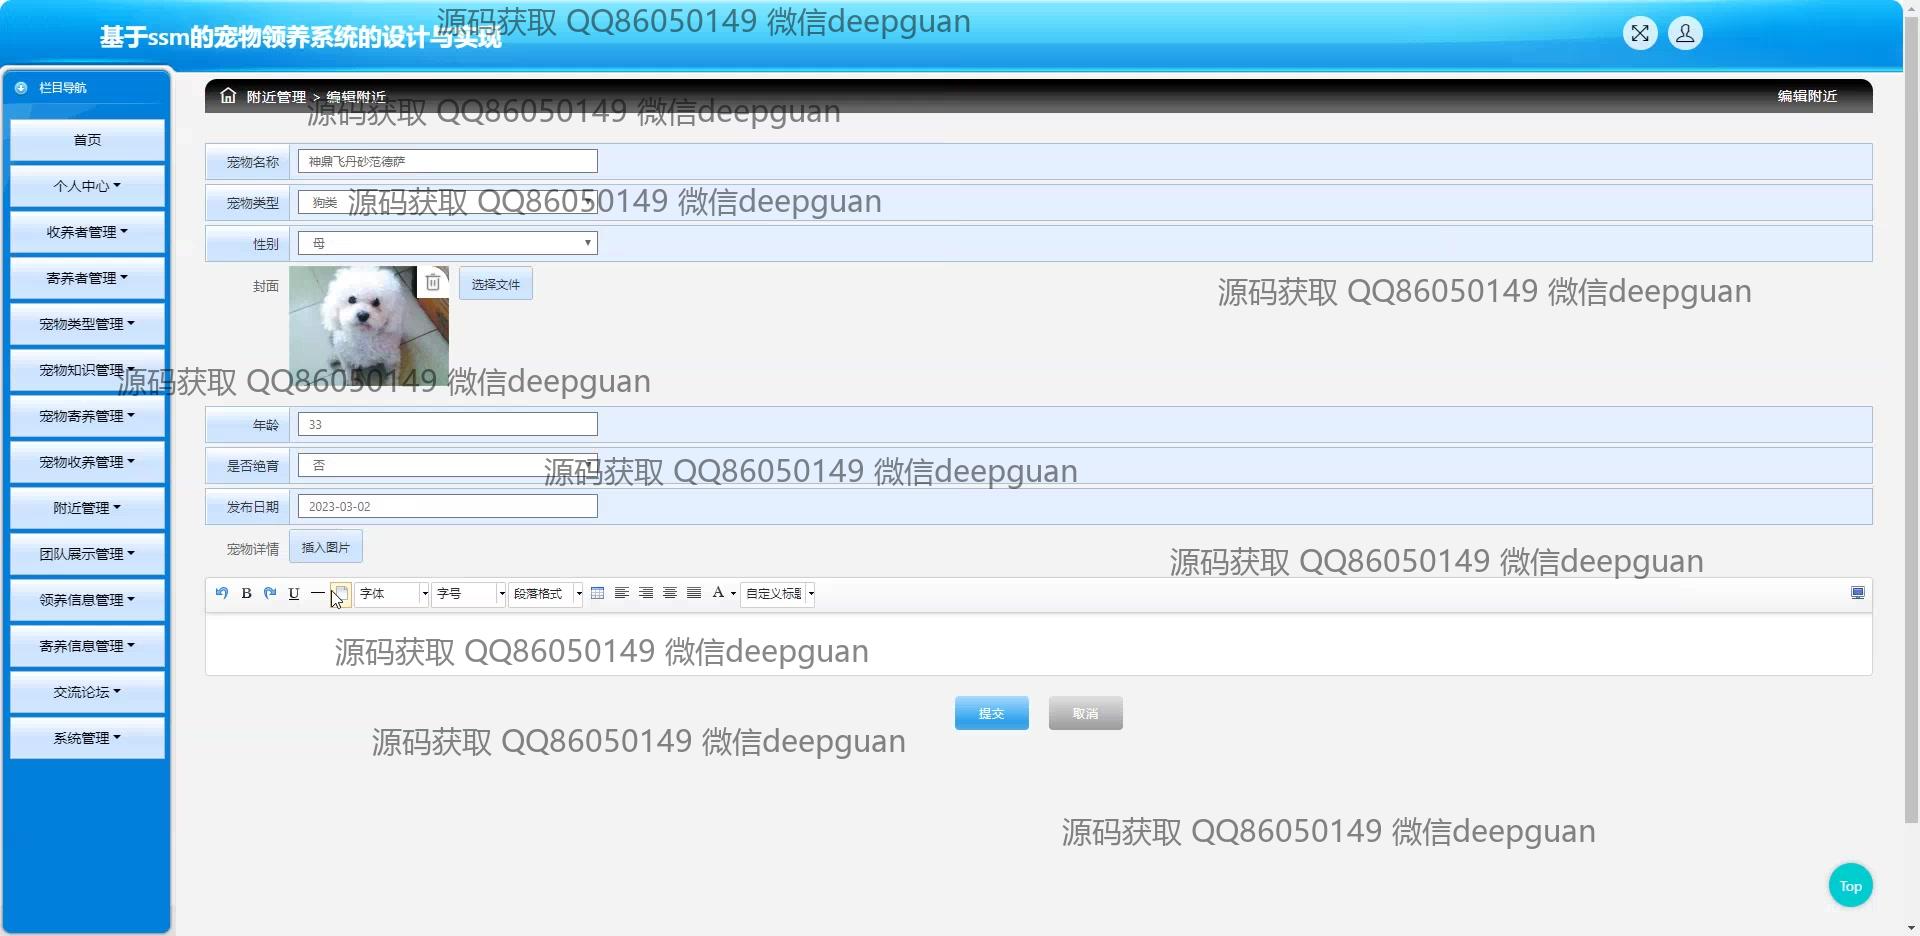 基于ssm的宠物领养系统的设计与实现
源码获取 QQ86050149 微信deepguan
栏目导航
附近管理 > 编辑附近
编辑附近
源码获取 QQ86050149 微信deepguan
首页
个人中心
收养者管理
寄养者管理
宠物类型管理
宠物知识管理
宠物寄养管理
宠物收养管理
附近管理
团队展示管理
领养信息管理
寄养信息管理
交流论坛
系统管理
宠物名称 神鼎飞丹砂范德萨
宠物类型 狗类
源码获取 QQ86050149 微信deepguan
性别 母
封面 选择文件
源码获取 QQ86050149 微信deepguan
源码获取 QQ86050149 微信deepguan
年龄 33
是否绝育 否
源码获取 QQ86050149 微信deepguan
发布日期 2023-03-02
宠物详情 插入图片
源码获取 QQ86050149 微信deepguan
B U 字体 字号 段落格式 A 自定义标题
源码获取 QQ86050149 微信deepguan
提交 取消
源码获取 QQ86050149 微信deepguan
源码获取 QQ86050149 微信deepguan
Top